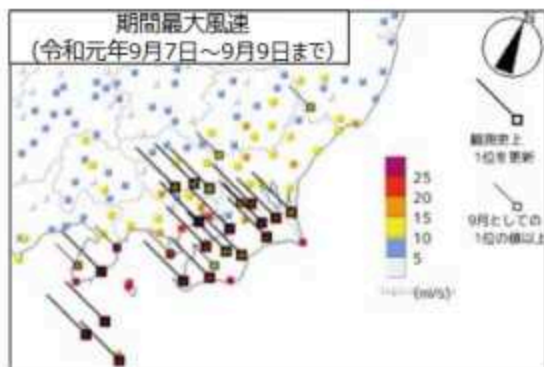 期間最大風速
(令和元年9月7日～9月9日まで)
N
観測史上
1位を更新
25
20
15
10
5
(m/s)
9月としての
1位の値以上